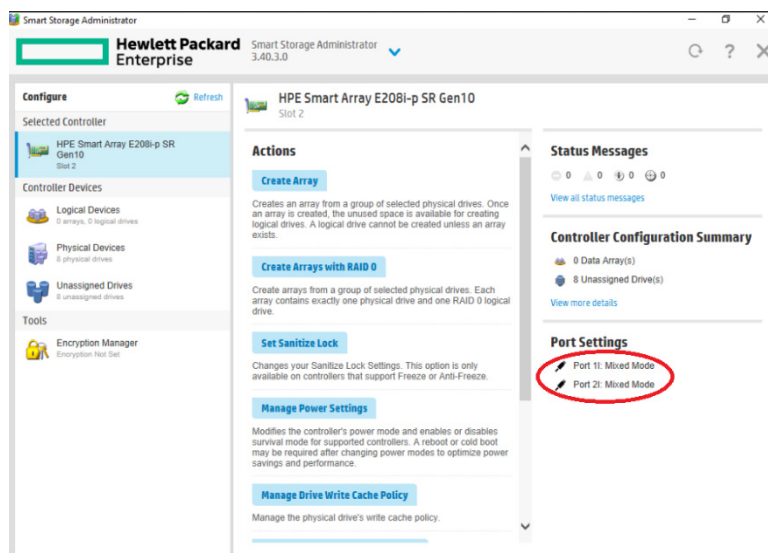 Smart Storage Administrator
Hewlett Packard
Enterprise
Smart Storage Administrator
3.40.3.0
Configure
Refresh
Selected Controller
HPE Smart Array E208i-p SR
Gen10
Slot 2
Controller Devices
Logical Devices
0 arrays, 0 logical drives
Physical Devices
8 physical drives
Unassigned Drives
8 unassigned drives
Tools
Encryption Manager
Encryption Not Set
HPE Smart Array E208i-p SR Gen10
Slot 2
Actions
Create Array
Creates an array from a group of selected physical drives. Once
an array is created, the unused space is available for creating
logical drives. A logical drive cannot be created unless an array
exists.
Create Arrays with RAID 0
Create arrays from a group of selected physical drives. Each
array contains exactly one physical drive and one RAID 0 logical
drive.
Set Sanitize Lock
Changes your Sanitize Lock Settings. This option is only
available on controllers that support Freeze or Anti-Freeze.
Manage Power Settings
Modifies the controller's power mode and enables or disables
survival mode for supported controllers. A reboot or cold boot
may be required after changing power modes to optimize power
savings and performance.
Manage Drive Write Cache Policy
Manage the physical drive's write cache policy.
Status Messages
0 0 0 0
View all status messages
Controller Configuration Summary
0 Data Array(s)
8 Unassigned Drive(s)
View more details
Port Settings
Port 1I: Mixed Mode
Port 2I: Mixed Mode